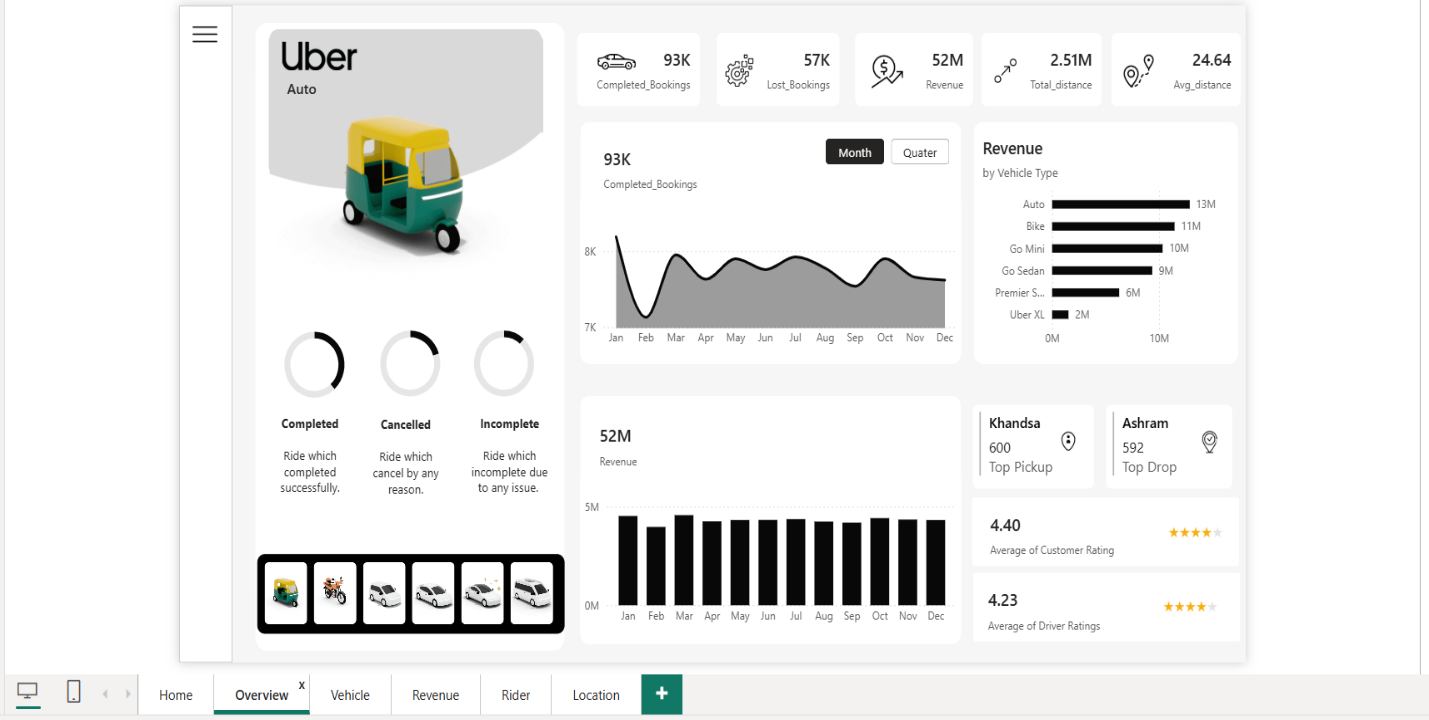 Uber
Auto
93K
Completed_Bookings
57K
Lost_Bookings
52M
Revenue
2.51M
Total_distance
24.64
Avg_distance
93K
Completed_Bookings
Month
Quater
8K
7K
Jan Feb Mar Apr May Jun Jul Aug Sep Oct Nov Dec
Revenue
by Vehicle Type
Auto 13M
Bike 11M
Go Mini 10M
Go Sedan 9M
Premier S... 6M
Uber XL 2M
0M 10M
Completed
Ride which
completed
successfully.
Cancelled
Ride which
cancel by any
reason.
Incomplete
Ride which
incomplete due
to any issue.
52M
Revenue
5M
0M
Jan Feb Mar Apr May Jun Jul Aug Sep Oct Nov Dec
Khandsa
600
Top Pickup
Ashram
592
Top Drop
4.40
Average of Customer Rating
4.23
Average of Driver Ratings
Home
Overview
x
Vehicle
Revenue
Rider
Location
+